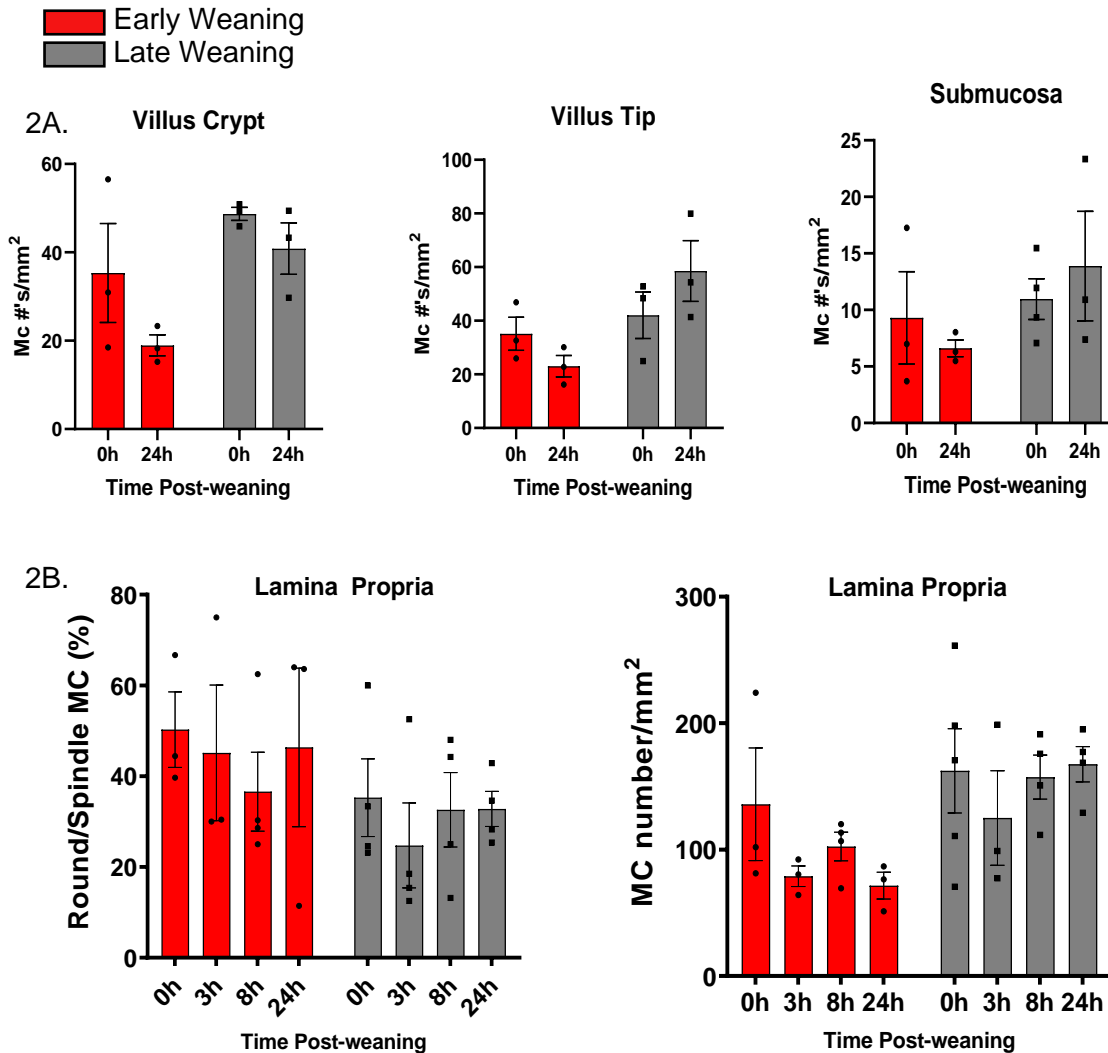 Early Weaning
Late Weaning
2A.
Villus Crypt
Mc #'s/mm²
60
40
20
0
0h
24h
0h
24h
Time Post-weaning
Villus Tip
Mc #'s/mm²
100
80
60
40
20
0
0h
24h
0h
24h
Time Post-weaning
Submucosa
Mc #'s/mm²
25
20
15
10
5
0
0h
24h
0h
24h
Time Post-weaning
2B.
Lamina Propria
Round/Spindle MC (%)
80
60
40
20
0
0h
3h
8h
24h
0h
3h
8h
24h
Time Post-weaning
Lamina Propria
MC number/mm²
300
200
100
0
0h
3h
8h
24h
0h
3h
8h
24h
Time Post-weaning